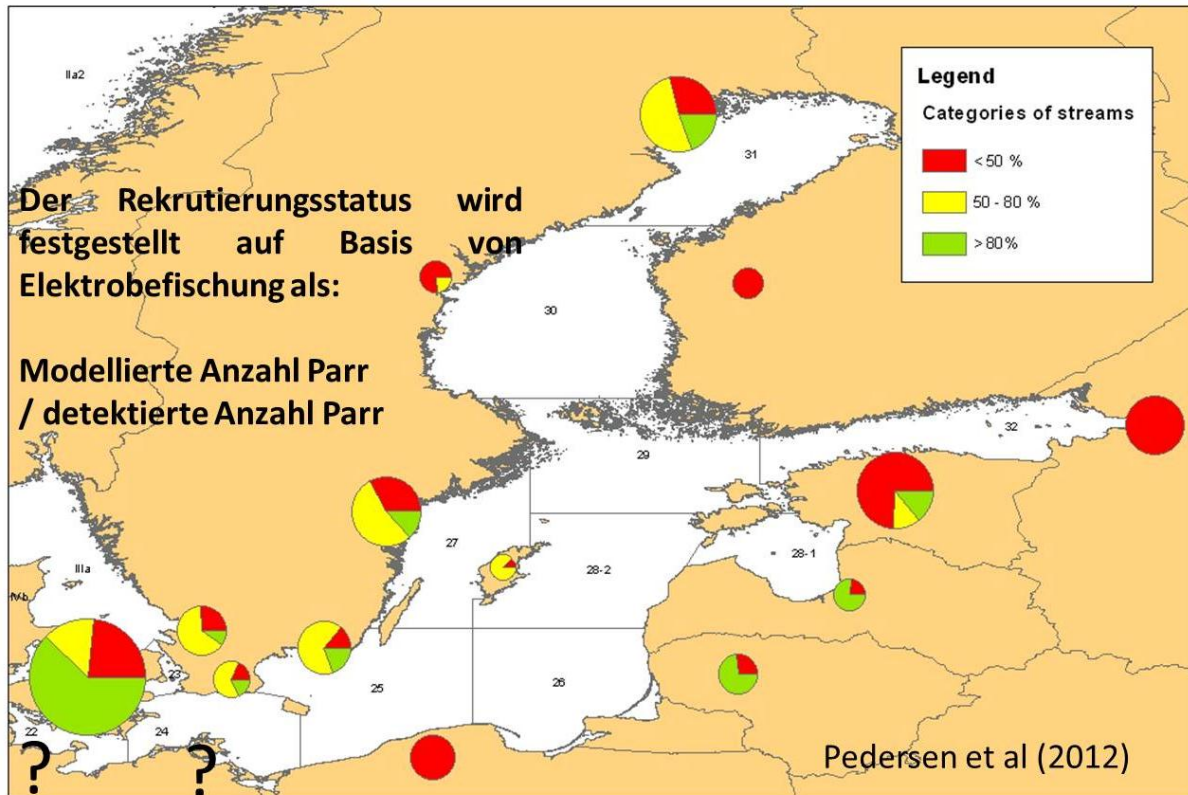 IIa2
Legend
Categories of streams
<50 %
50 - 80 %
>80%
31
Der Rekrutierungsstatus wird
festgestellt auf Basis von
Elektrobefischung als:
30
Modellierte Anzahl Parr
/ detektierte Anzahl Parr
32
29
27
28-2
28-1
IIIa
IVb
23
25
26
22
24
?
?
Pedersen et al (2012)